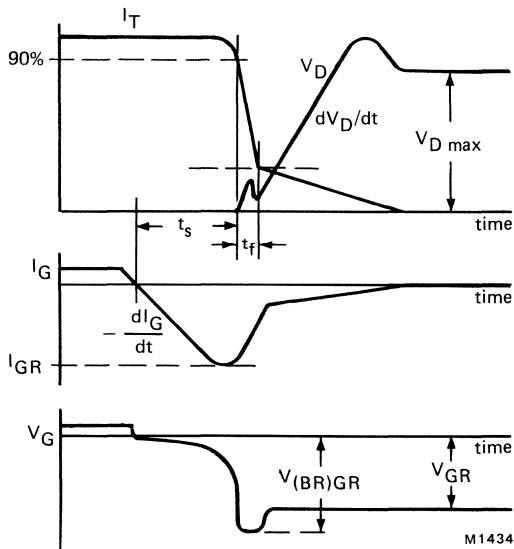 I_T
90%
V_D
dV_D/dt
V_D max
time
t_s
t_f
I_G
time
- dI_G
dt
I_GR
V_G
time
V_(BR)GR
V_GR
M1434